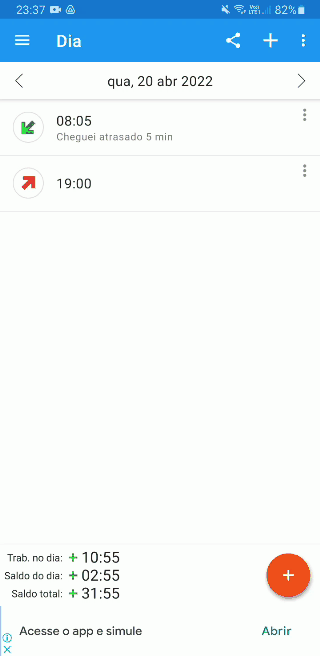 23:37 82%
Dia
qua, 20 abr 2022
08:05
Cheguei atrasado 5 min
19:00
Trab. no dia: + 10:55
Saldo do dia: + 02:55
Saldo total: + 31:55
Acesse o app e simule Abrir